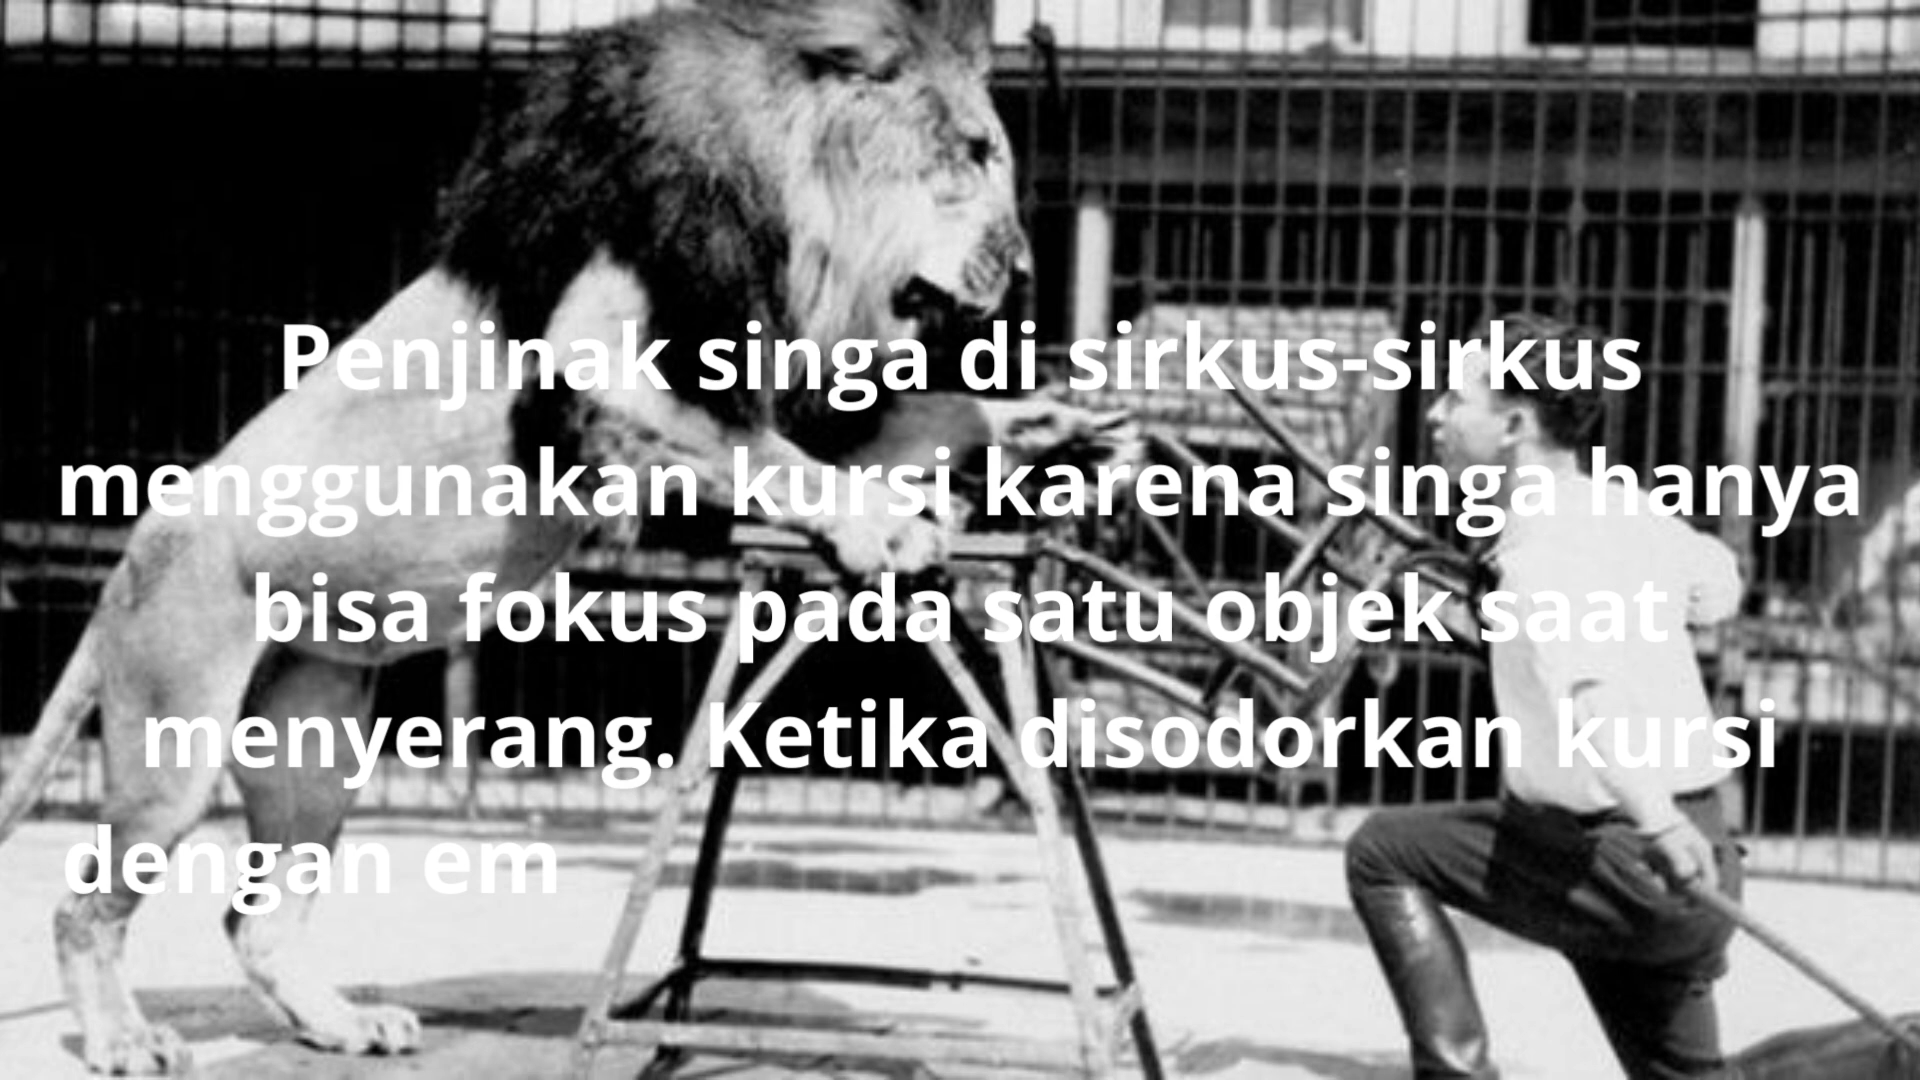 Penjinak singa di sirkus-sirkus
menggunakan kursi karena singa hanya
bisa fokus pada satu objek saat
menyerang. Ketika disodorkan kursi
dengan em